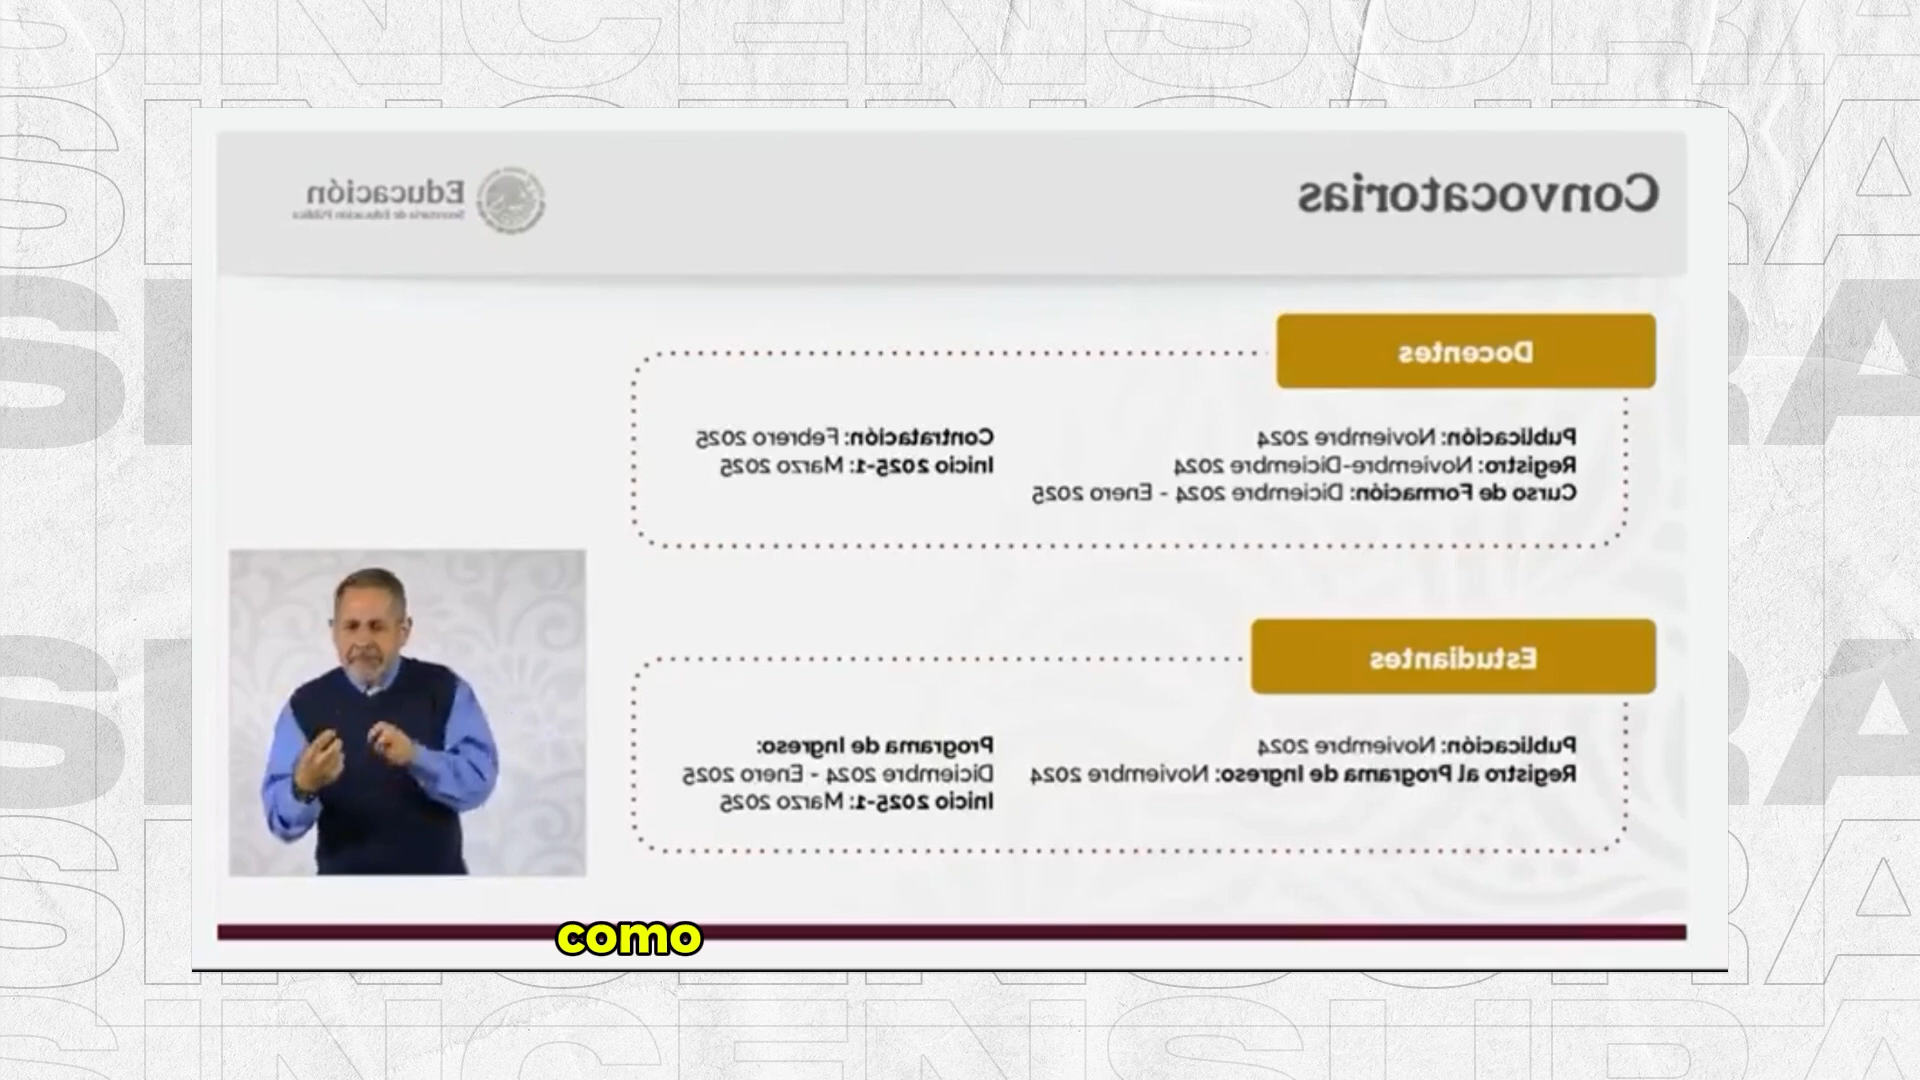 SINCENSURA
Convocatorias
Educación
Secretaría de Educación Pública
Docentes
Publicación: Noviembre 2024
Registro: Noviembre-Diciembre 2024
Curso de Formación: Diciembre 2024 - Enero 2025
Contratación: Febrero 2025
Inicio 2025-1: Marzo 2025
Estudiantes
Publicación: Noviembre 2024
Registro al Programa de Ingreso: Noviembre 2024
Programa de Ingreso:
Diciembre 2024 - Enero 2025
Inicio 2025-1: Marzo 2025
como
SINCENSURA